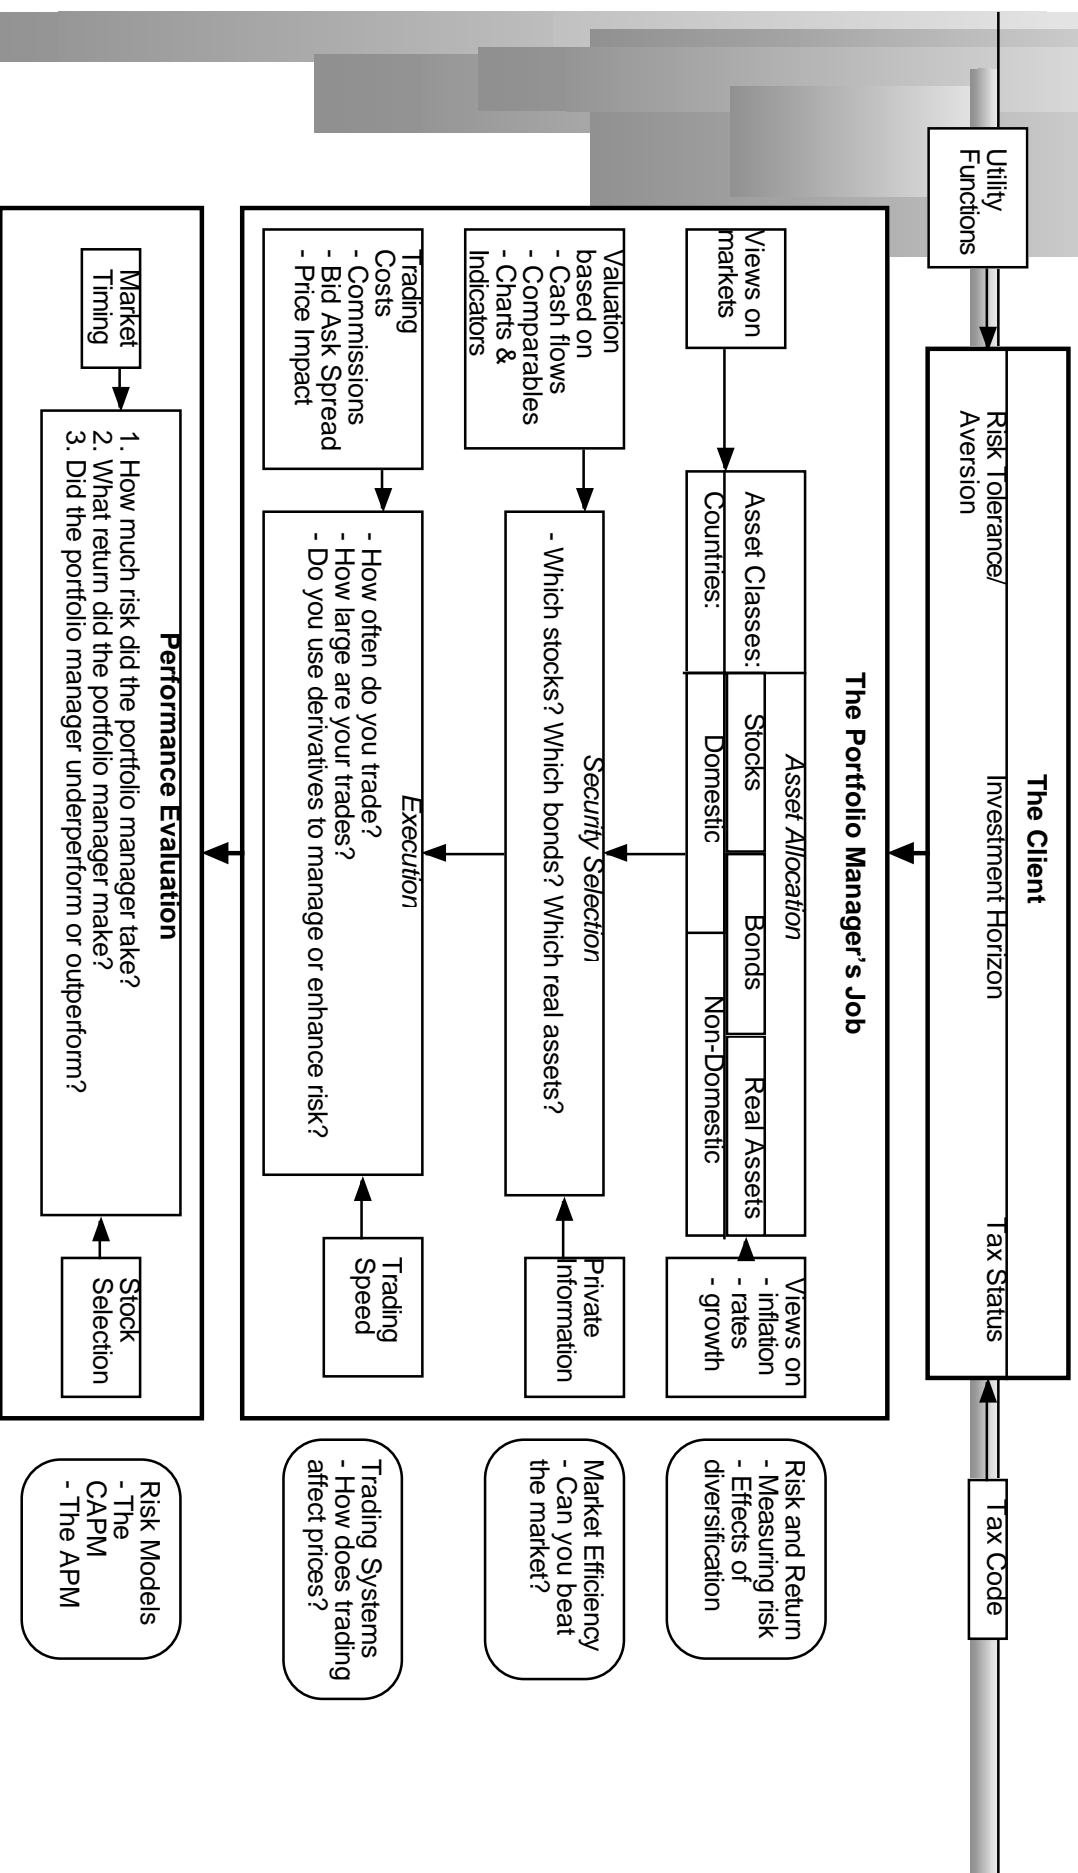 Utility
Functions
The Client
Risk Tolerance/
Aversion
Investment Horizon
Tax Status
Tax Code
The Portfolio Manager’s Job
Views on
markets
Asset Allocation
Asset Classes:
Stocks
Bonds
Real Assets
Countries:
Domestic
Non-Domestic
Views on
- inflation
- rates
- growth
Risk and Return
- Measuring risk
- Effects of
diversification
Valuation
based on
- Cash flows
- Comparables
- Charts &
Indicators
Security Selection
- Which stocks? Which bonds? Which real assets?
Private
Information
Market Efficiency
- Can you beat
the market?
Trading
Costs
- Commissions
- Bid Ask Spread
- Price Impact
Execution
- How often do you trade?
- How large are your trades?
- Do you use derivatives to manage or enhance risk?
Trading
Speed
Trading Systems
- How does trading
affect prices?
Performance Evaluation
Market
Timing
1. How much risk did the portfolio manager take?
2. What return did the portfolio manager make?
3. Did the portfolio manager underperform or outperform?
Stock
Selection
Risk Models
- The
CAPM
- The APM